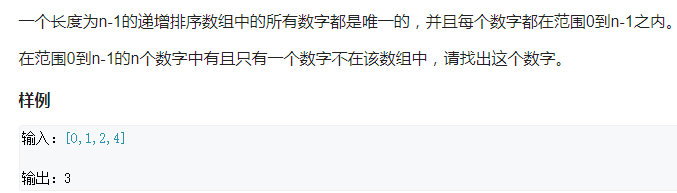 一个长度为n-1的递增排序数组中的所有数字都是唯一的，并且每个数字都在范围0到n-1之内。
在范围0到n-1的n个数字中有且只有一个数字不在该数组中，请找出这个数字。
样例
输入：[0,1,2,4]
输出：3